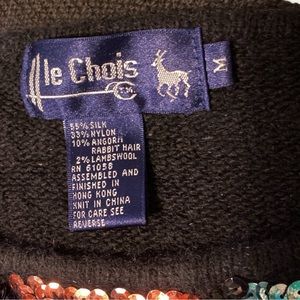 le Chois
T.M.
M
55% SILK
33% NYLON
10% ANGORA
RABBIT HAIR
2% LAMBSWOOL
RN 61058
ASSEMBLED AND
FINISHED IN
HONG KONG
KNIT IN CHINA
FOR CARE SEE
REVERSE